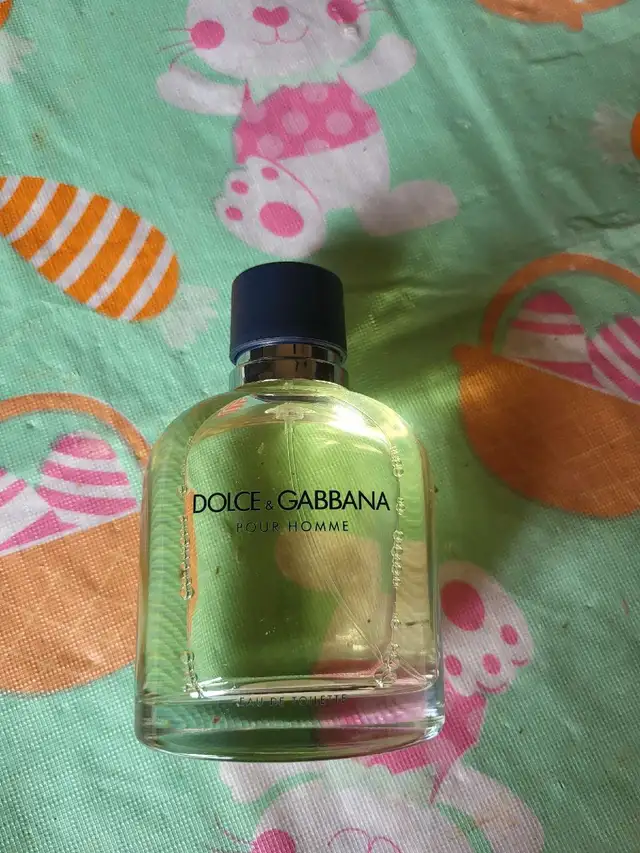 DOLCE & GABBANA
POUR HOMME
EAU DE TOILETTE